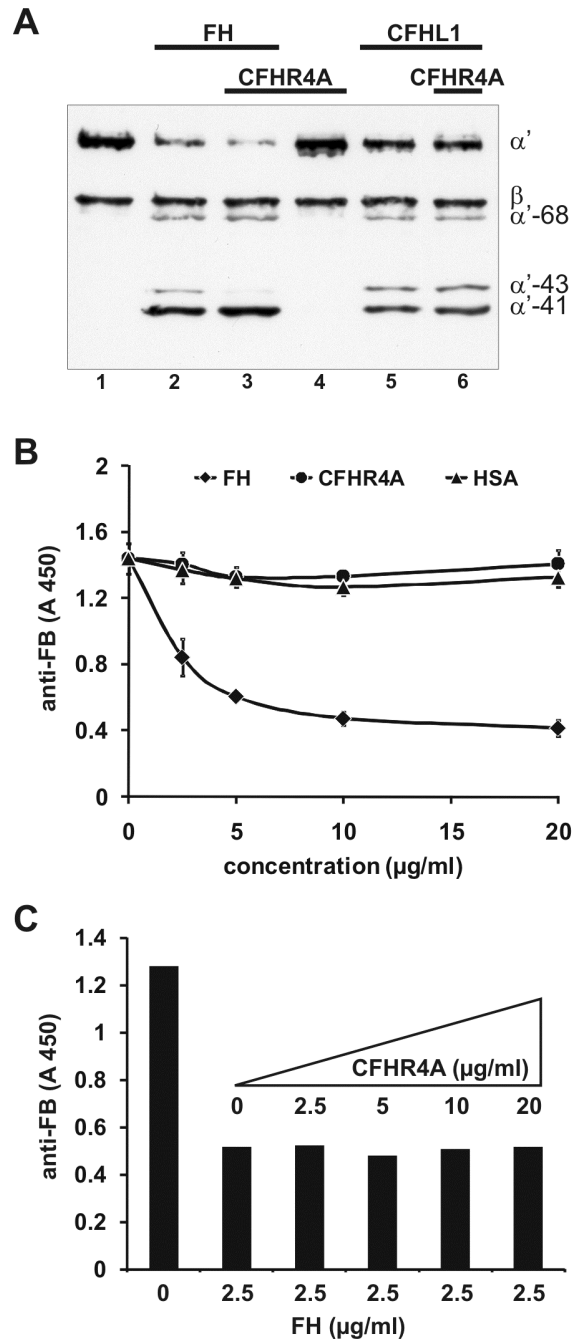 A
FH CFHL1
CFHR4A CFHR4A
α'
β
α'-68
α'-43
α'-41
1 2 3 4 5 6
B
FH CFHR4A HSA
2
1.6
1.2
0.8
0.4
0
anti-FB (A 450)
0 5 10 15 20
concentration (µg/ml)
C
1.4
1.2
1
0.8
0.6
0.4
0.2
0
anti-FB (A 450)
CFHR4A (µg/ml)
0 2.5 5 10 20
0 2.5 2.5 2.5 2.5 2.5
FH (µg/ml)